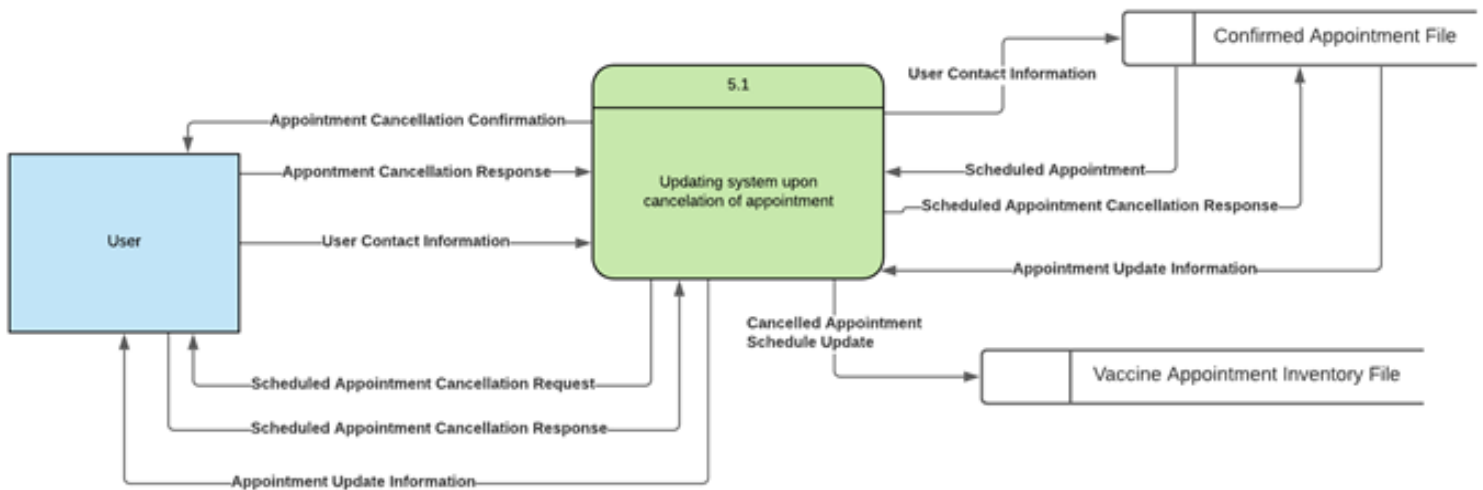 Confirmed Appointment File
User Contact Information
5.1
Appointment Cancellation Confirmation
Appontment Cancellation Response
Scheduled Appointment
Updating system upon
cancelation of appointment
Scheduled Appointment Cancellation Response
User
User Contact Information
Appointment Update Information
Cancelled Appointment
Schedule Update
Vaccine Appointment Inventory File
Scheduled Appointment Cancellation Request
Scheduled Appointment Cancellation Response
Appointment Update Information